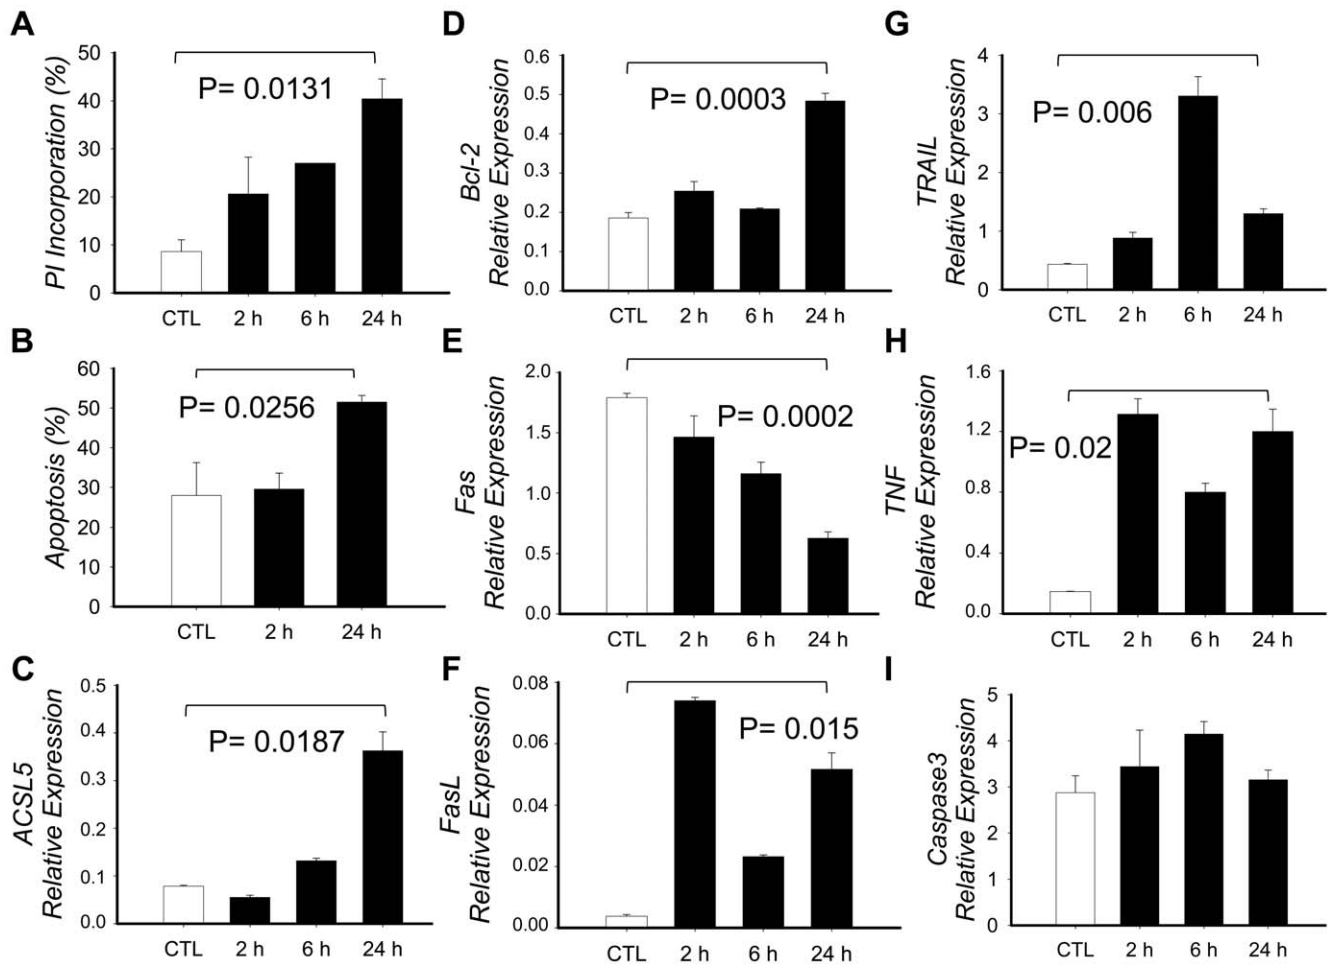 A
PI Incorporation (%)
50
40
30
20
10
0
P= 0.0131
CTL 2 h 6 h 24 h
B
Apoptosis (%)
60
50
40
30
20
10
0
P= 0.0256
CTL 2 h 24 h
C
ACSL5
Relative Expression
0.5
0.4
0.3
0.2
0.1
0.0
P= 0.0187
CTL 2 h 6 h 24 h
D
Bcl-2
Relative Expression
0.6
0.5
0.4
0.3
0.2
0.1
0.0
P= 0.0003
CTL 2 h 6 h 24 h
E
Fas
Relative Expression
2.0
1.5
1.0
0.5
0.0
P= 0.0002
CTL 2 h 6 h 24 h
F
FasL
Relative Expression
0.08
0.06
0.04
0.02
0.00
P= 0.015
CTL 2 h 6 h 24 h
G
TRAIL
Relative Expression
4
3
2
1
0
P= 0.006
CTL 2 h 6 h 24 h
H
TNF
Relative Expression
1.6
1.2
0.8
0.4
0.0
P= 0.02
CTL 2 h 6 h 24 h
I
Caspase3
Relative Expression
5
4
3
2
1
0
CTL 2 h 6 h 24 h